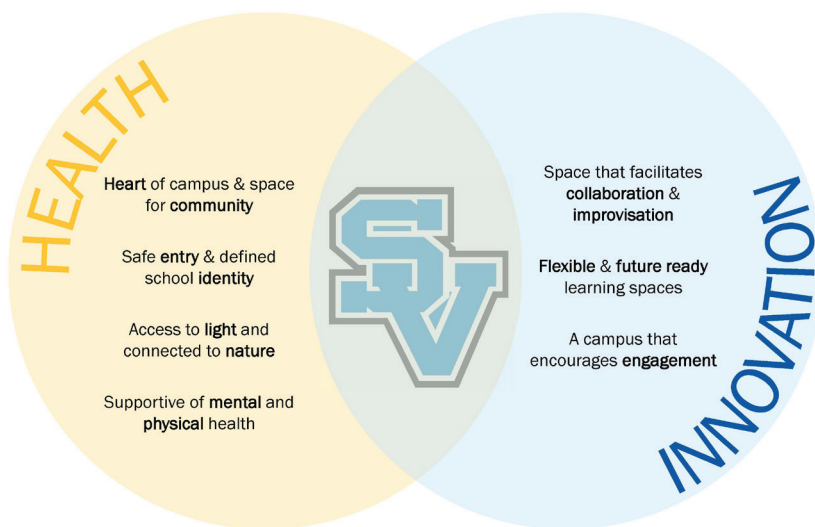 HEALTH
Heart of campus & space
for community
Safe entry & defined
school identity
Access to light and
connected to nature
Supportive of mental and
physical health
SV
Space that facilitates
collaboration &
improvisation
Flexible & future ready
learning spaces
A campus that
encourages engagement
INNOVATION